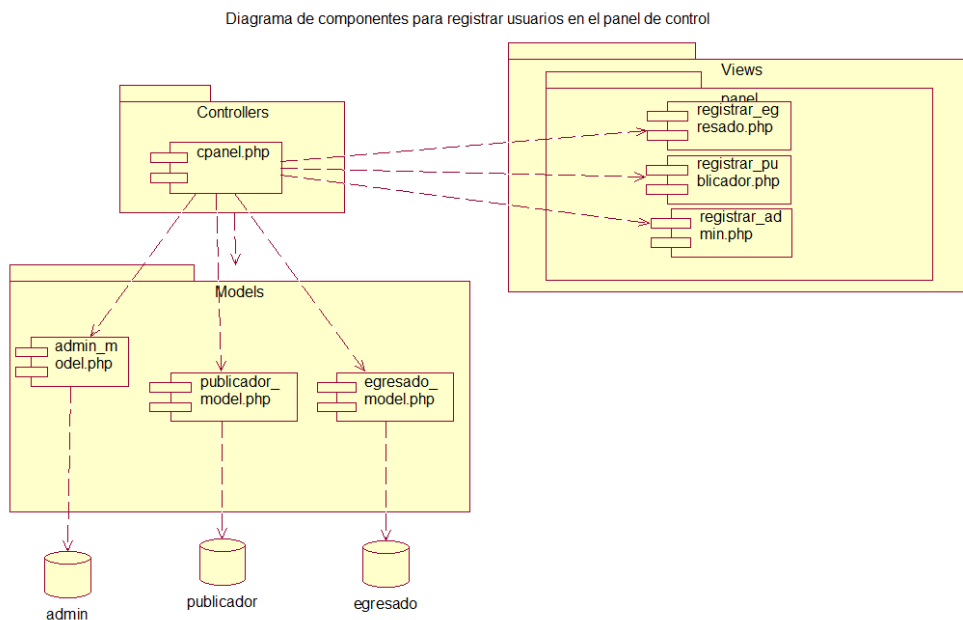 Diagrama de componentes para registrar usuarios en el panel de control
Views
panel
registrar_eg
resado.php
registrar_pu
blicador.php
registrar_ad
min.php
Controllers
cpanel.php
Models
admin_m
odel.php
publicador_
model.php
egresado_
model.php
admin
publicador
egresado